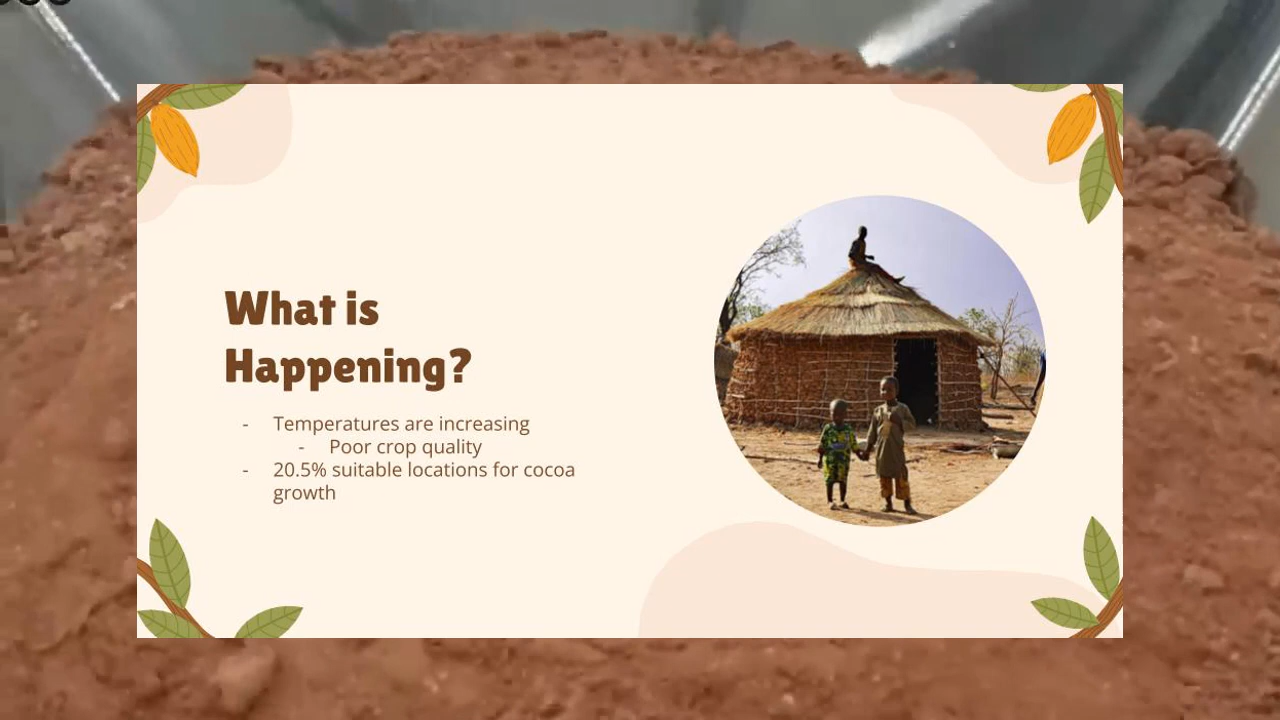 What is
Happening?
- Temperatures are increasing
- Poor crop quality
- 20.5% suitable locations for cocoa
growth